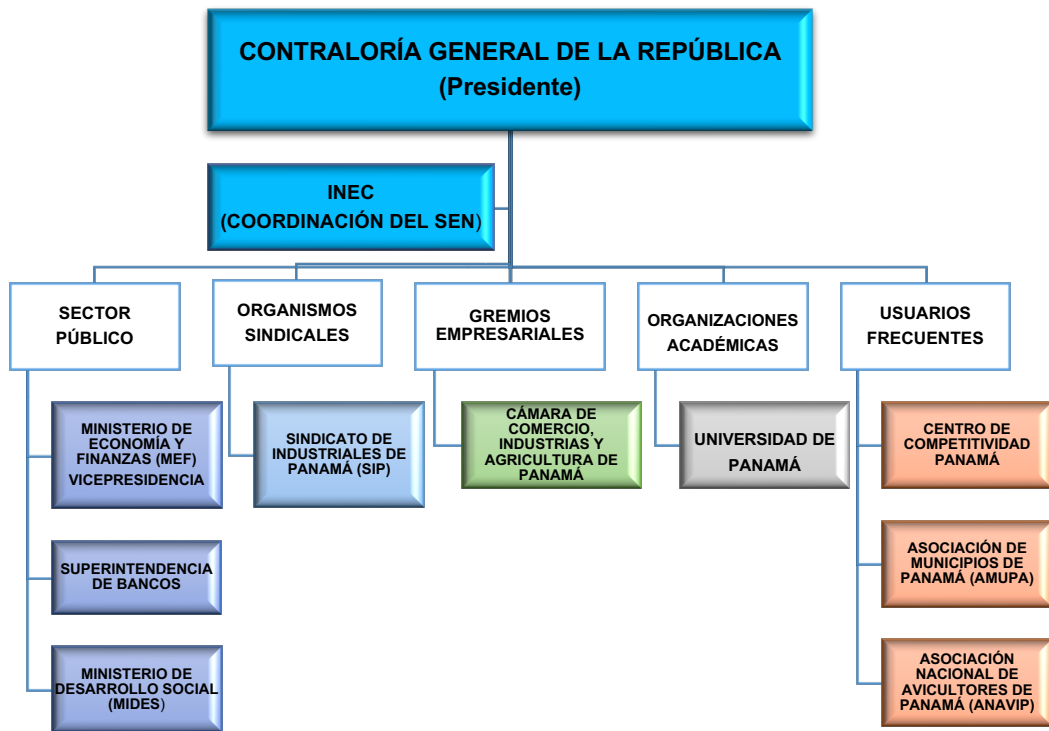 CONTRALORÍA GENERAL DE LA REPÚBLICA
(Presidente)
INEC
(COORDINACIÓN DEL SEN)
SECTOR
PÚBLICO
ORGANISMOS
SINDICALES
GREMIOS
EMPRESARIALES
ORGANIZACIONES
ACADÉMICAS
USUARIOS
FRECUENTES
MINISTERIO DE
ECONOMÍA Y
FINANZAS (MEF)
VICEPRESIDENCIA
SINDICATO DE
INDUSTRIALES DE
PANAMÁ (SIP)
CÁMARA DE
COMERCIO,
INDUSTRIAS Y
AGRICULTURA DE
PANAMÁ
UNIVERSIDAD DE
PANAMÁ
CENTRO DE
COMPETITIVIDAD
PANAMÁ
SUPERINTENDENCIA
DE BANCOS
ASOCIACIÓN DE
MUNICIPIOS DE
PANAMÁ (AMUPA)
MINISTERIO DE
DESARROLLO SOCIAL
(MIDES)
ASOCIACIÓN
NACIONAL DE
AVICULTORES DE
PANAMÁ (ANAVIP)